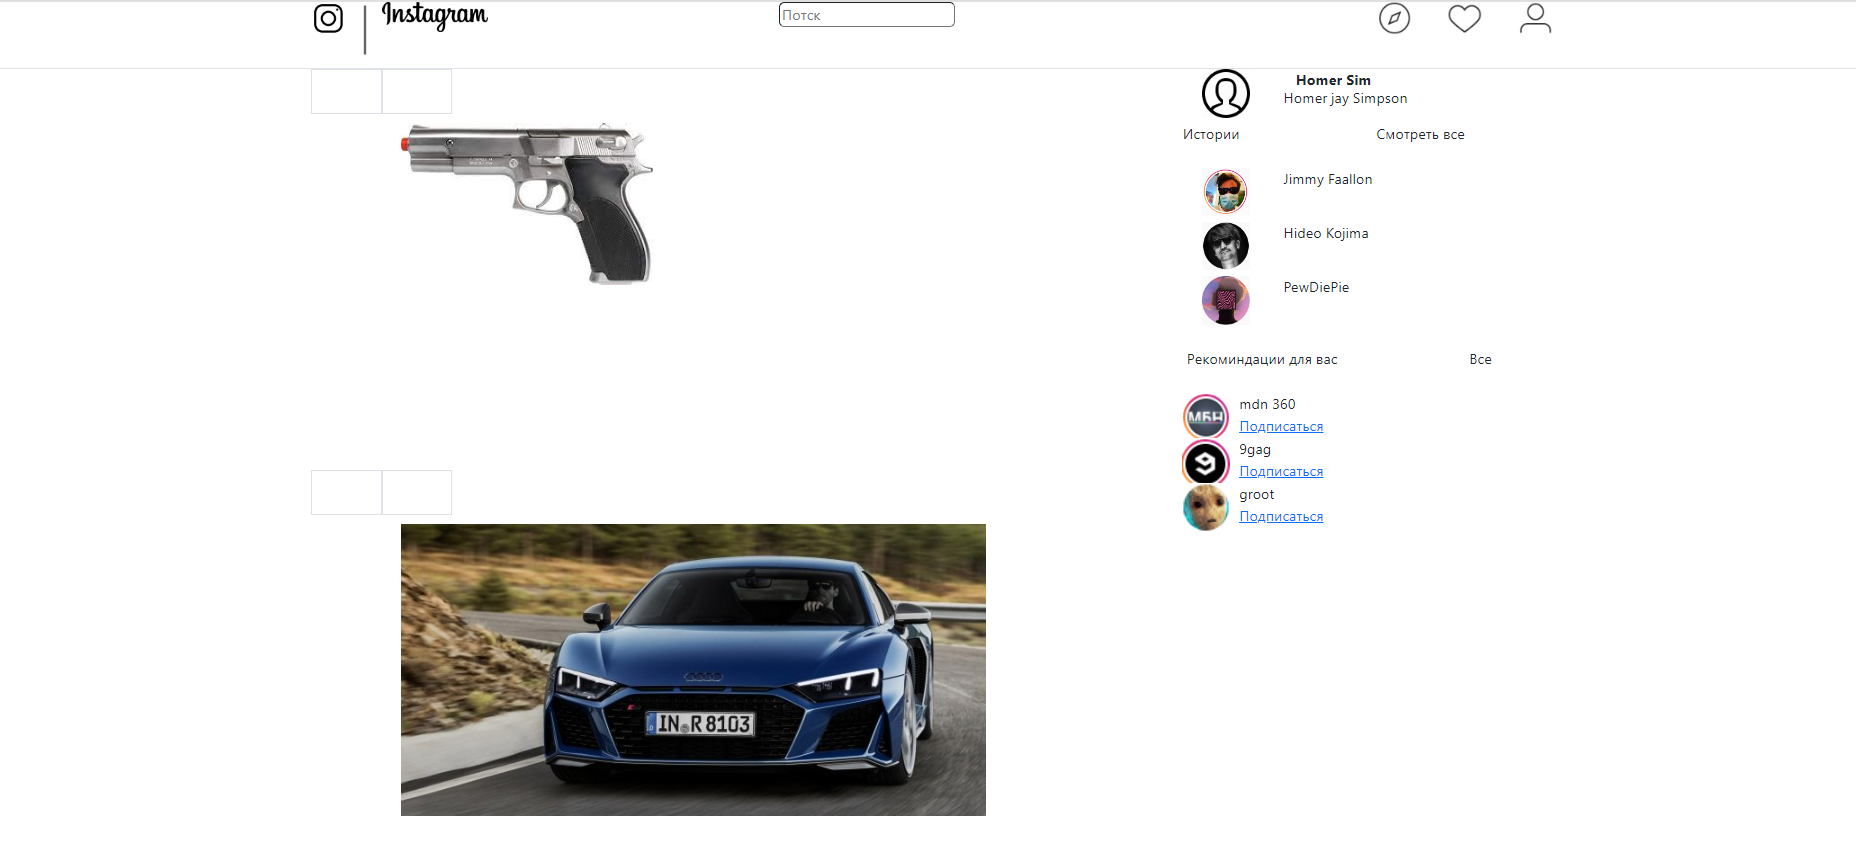 Instagram
Потск
Homer Sim
Homer jay Simpson
Истории
Смотреть все
Jimmy Faallon
Hideo Kojima
PewDiePie
Рекоминдации для вас
Все
МБН
mdn 360
Подписаться
9gag
Подписаться
groot
Подписаться
IN R 8103